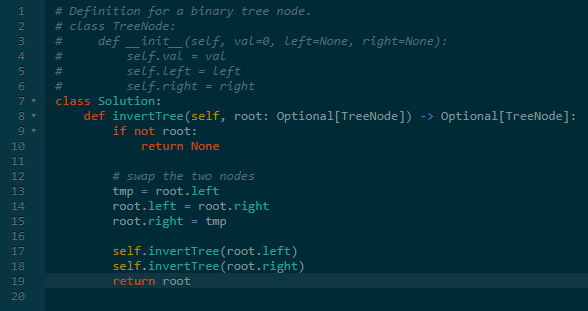 1 # Definition for a binary tree node.
2 # class TreeNode:
3 #     def __init__(self, val=0, left=None, right=None):
4 #         self.val = val
5 #         self.left = left
6 #         self.right = right
7 class Solution:
8     def invertTree(self, root: Optional[TreeNode]) -> Optional[TreeNode]:
9         if not root:
10             return None
11
12         # swap the two nodes
13         tmp = root.left
14         root.left = root.right
15         root.right = tmp
16
17         self.invertTree(root.left)
18         self.invertTree(root.right)
19         return root
20